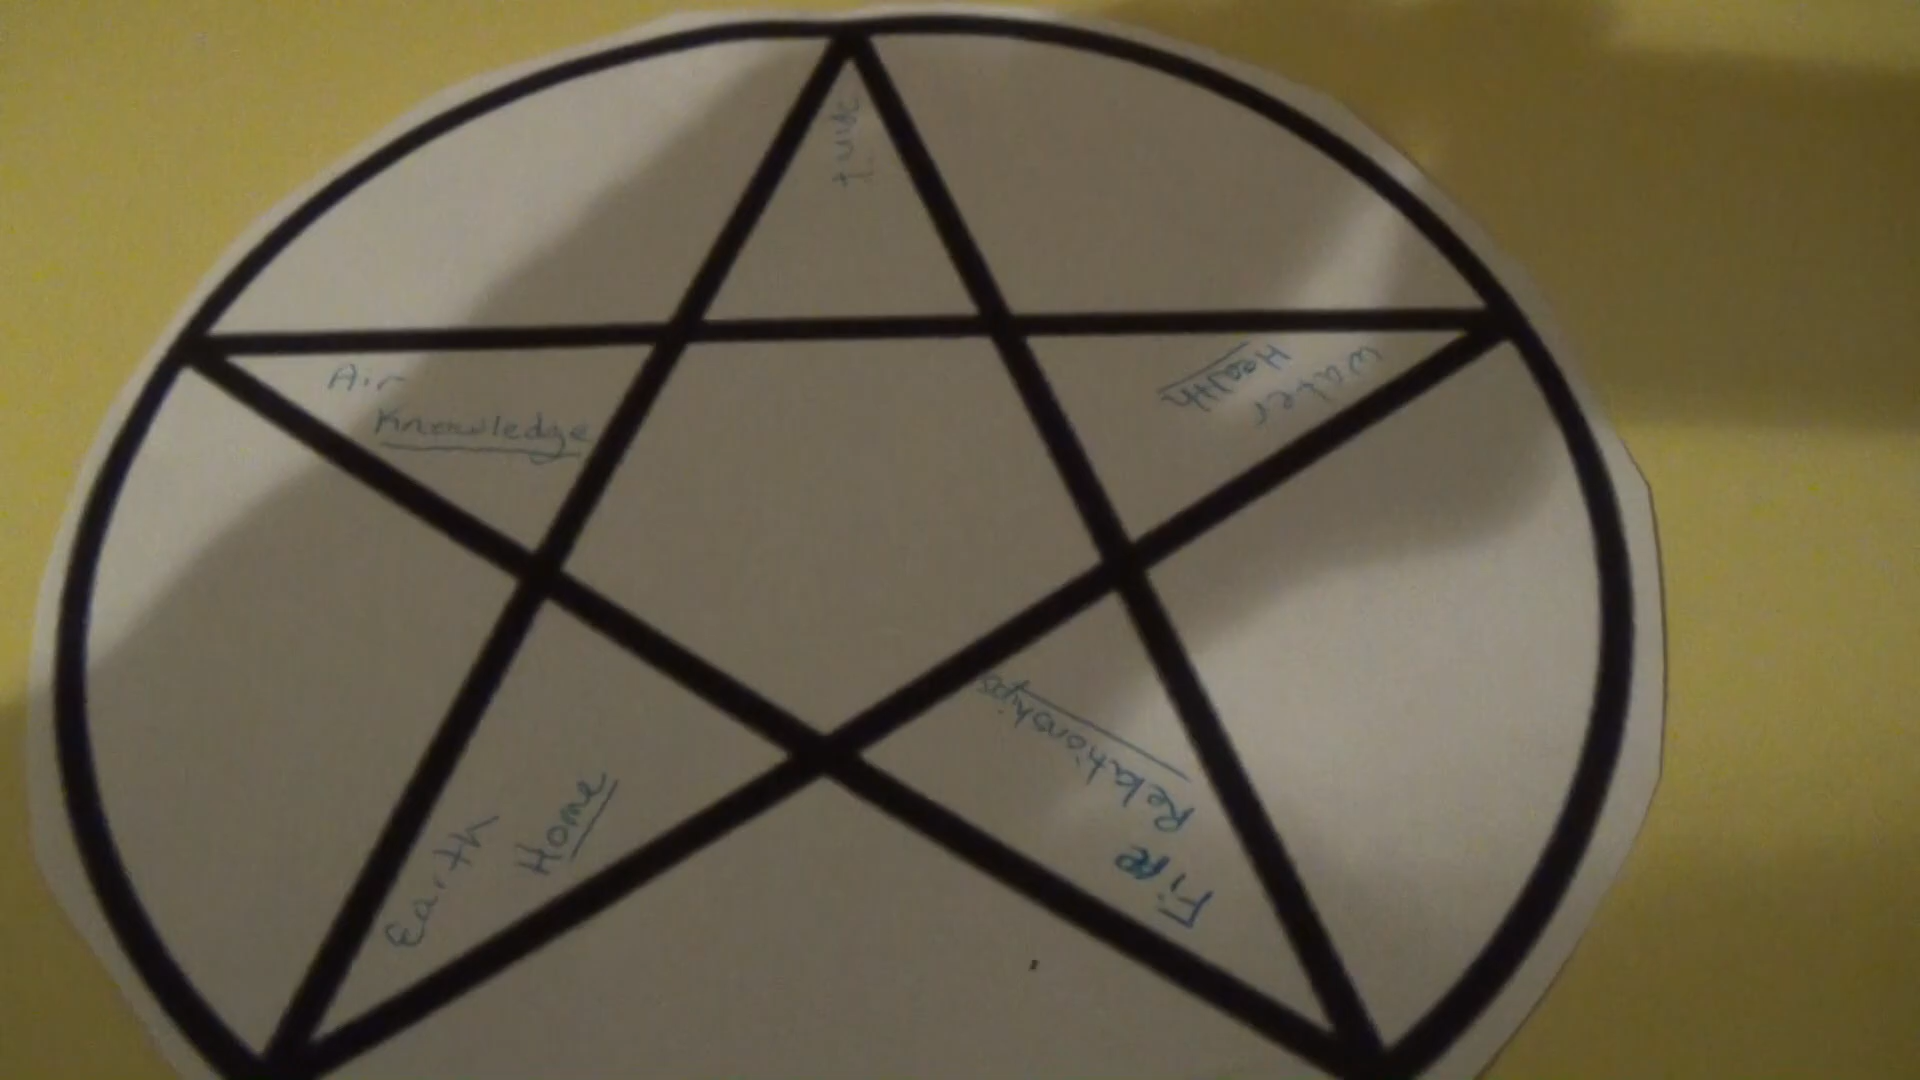 Air
Knowledge
Health
Water
Relationships
Fire
Earth
Home